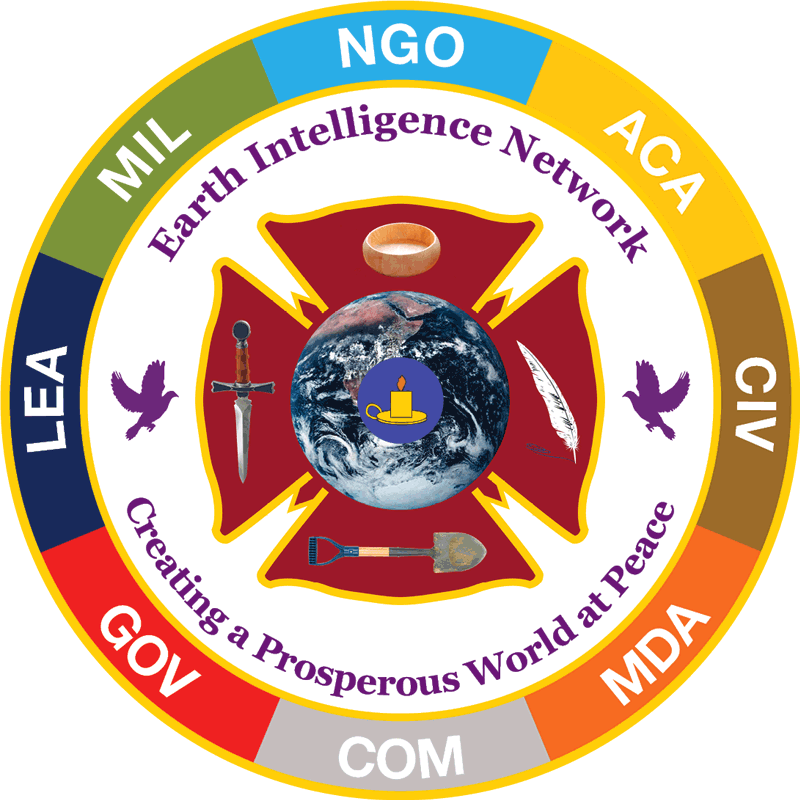 NGO
ACA
CIV
MDA
COM
GOV
LEA
MIL
Earth Intelligence Network
Creating a Prosperous World at Peace